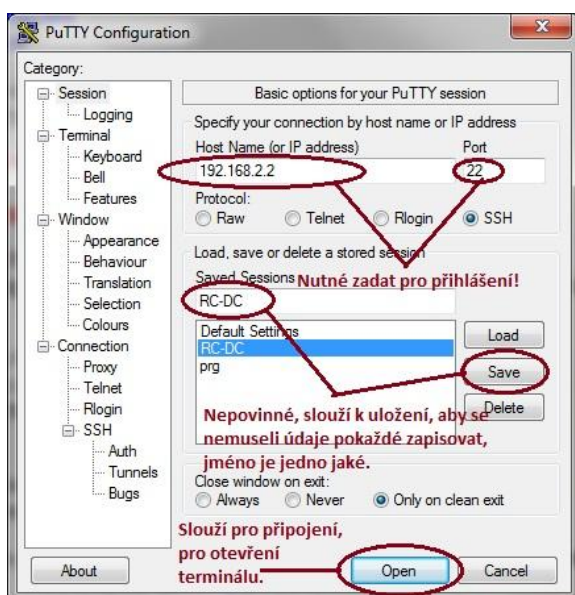 PuTTY Configuration
Category:
Session
Logging
Terminal
Keyboard
Bell
Features
Window
Appearance
Behaviour
Translation
Selection
Colours
Connection
Proxy
Telnet
Rlogin
SSH
Auth
Tunnels
Bugs
Basic options for your PuTTY session
Specify your connection by host name or IP address
Host Name (or IP address)
Port
192.168.2.2
22
Protocol:
Raw
Telnet
Rlogin
SSH
Load, save or delete a stored session
Saved Sessions
Nutné zadat pro přihlášení!
RC-DC
Default Settings
RC-DC
prg
Load
Save
Delete
Nepovinné, slouží k uložení, aby se
nemuseli údaje pokaždé zapisovat,
jméno je jedno jaké.
Close window on exit:
Always
Never
Only on clean exit
Slouží pro připojení,
pro otevření
terminálu.
About
Open
Cancel